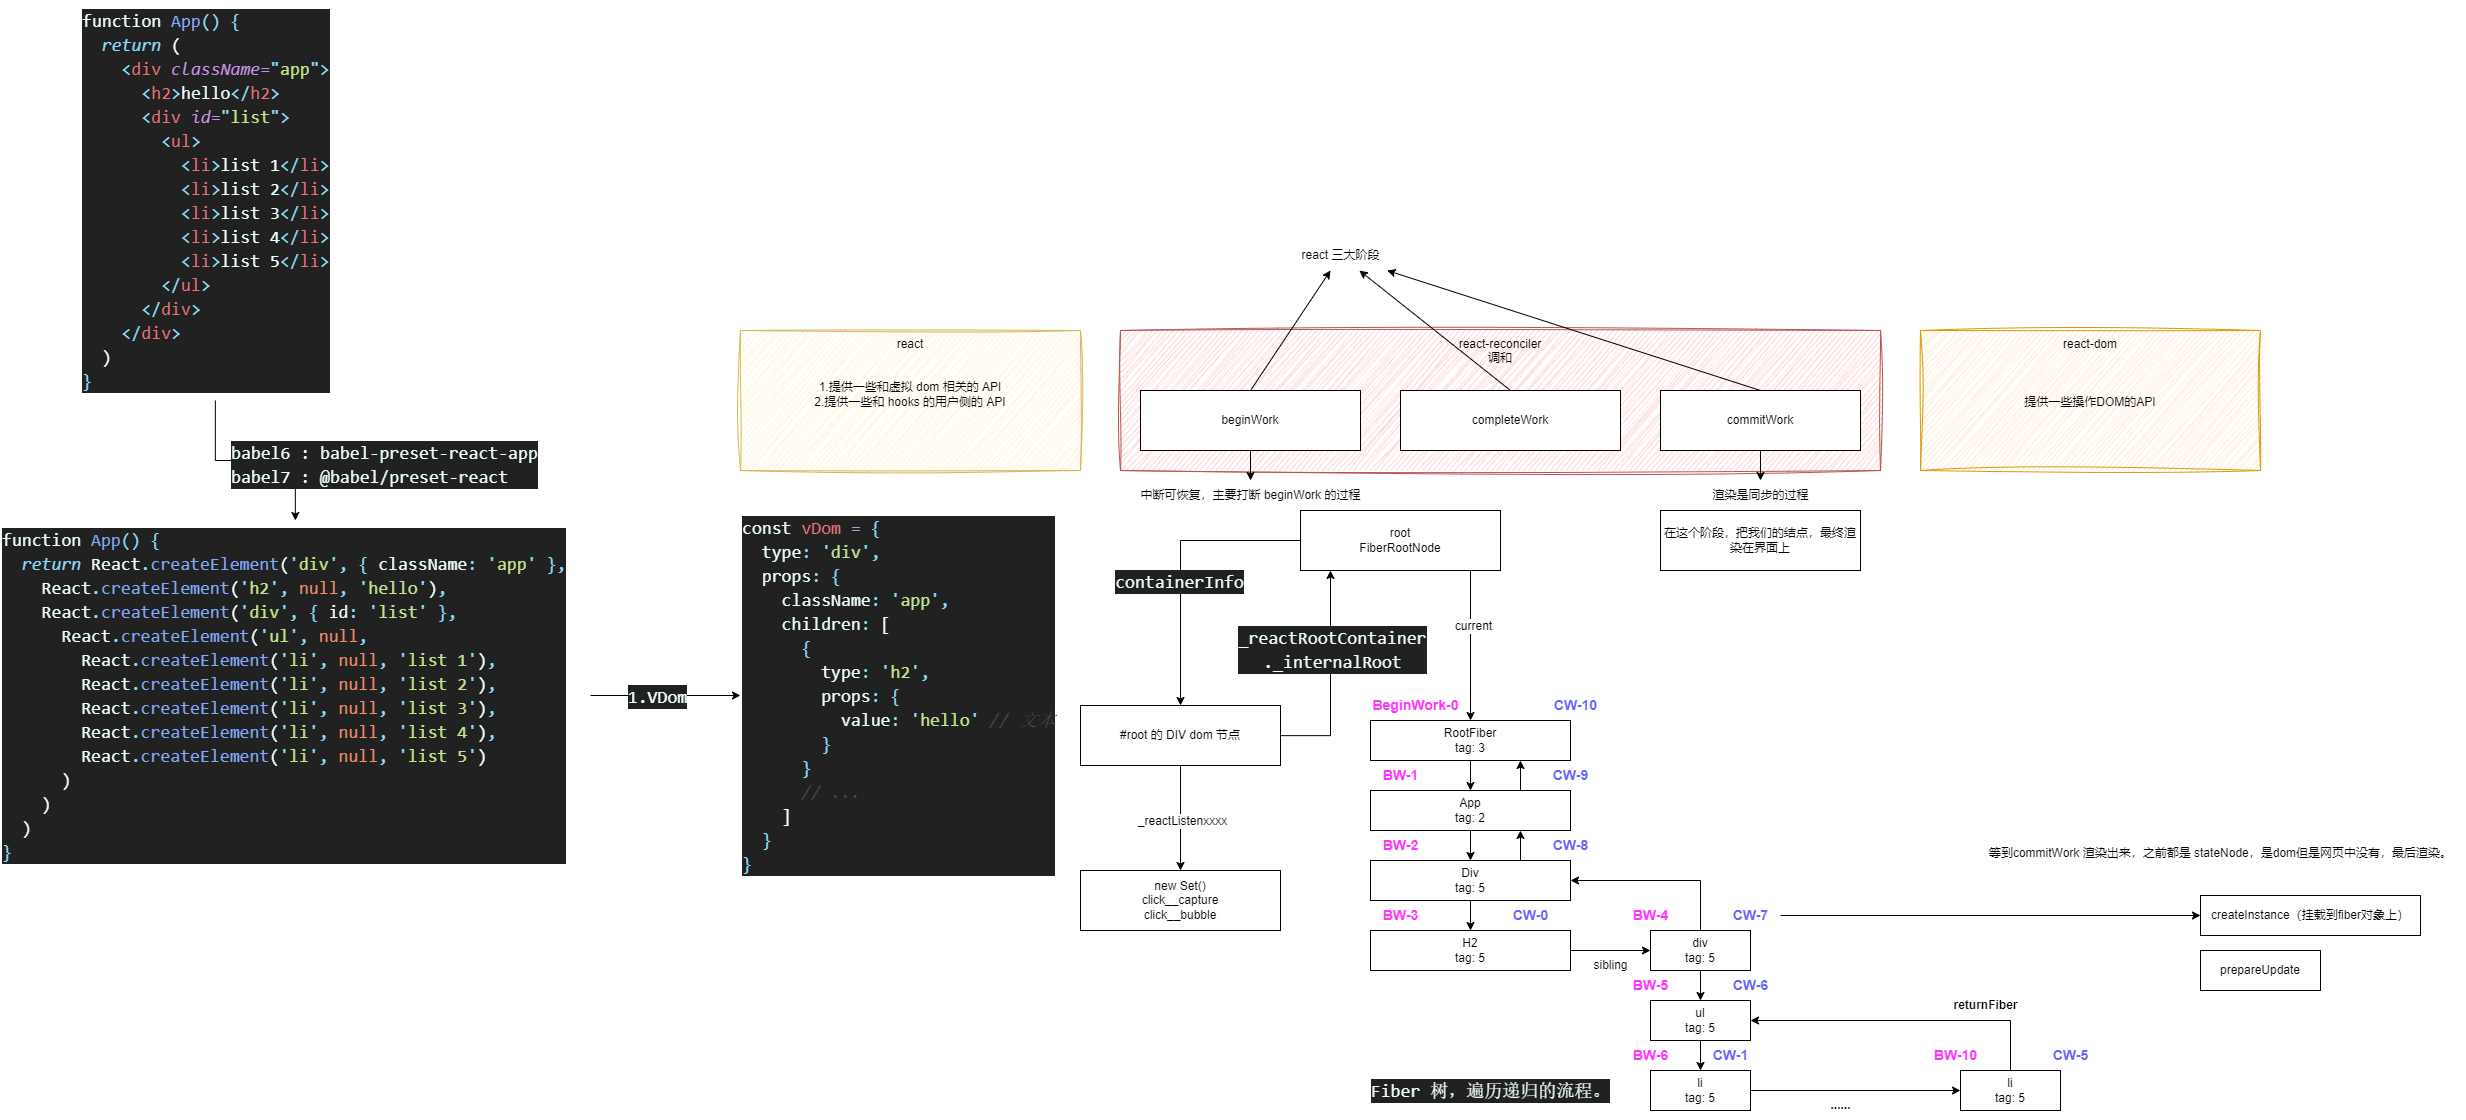 function App() {
  return (
    <div className="app">
      <h2>hello</h2>
      <div id="list">
        <ul>
          <li>list 1</li>
          <li>list 2</li>
          <li>list 3</li>
          <li>list 4</li>
          <li>list 5</li>
        </ul>
      </div>
    </div>
  )
}
babel6 : babel-preset-react-app
babel7 : @babel/preset-react
function App() {
  return React.createElement('div', { className: 'app' },
    React.createElement('h2', null, 'hello'),
    React.createElement('div', { id: 'list' },
      React.createElement('ul', null,
        React.createElement('li', null, 'list 1'),
        React.createElement('li', null, 'list 2'),
        React.createElement('li', null, 'list 3'),
        React.createElement('li', null, 'list 4'),
        React.createElement('li', null, 'list 5')
      )
    )
  )
}
1.VDom
const vDom = {
  type: 'div',
  props: {
    className: 'app',
    children: [
      {
        type: 'h2',
        props: {
          value: 'hello' // 文本
        }
      }
      // ...
    ]
  }
}
react 三大阶段
react
1.提供一些和虚拟 dom 相关的 API
2.提供一些和 hooks 的用户侧的 API
react-reconciler
调和
beginWork
completeWork
commitWork
react-dom
提供一些操作DOM的API
中断可恢复，主要打断 beginWork 的过程
渲染是同步的过程
在这个阶段，把我们的结点，最终渲
染在界面上
root
FiberRootNode
containerInfo
_reactRootContainer
._internalRoot
current
#root 的 DIV dom 节点
_reactListenxxxx
new Set()
click__capture
click__bubble
BeginWork-0
CW-10
RootFiber
tag: 3
BW-1
CW-9
App
tag: 2
BW-2
CW-8
Div
tag: 5
BW-3
CW-0
BW-4
CW-7
H2
tag: 5
sibling
div
tag: 5
BW-5
CW-6
ul
tag: 5
returnFiber
BW-6
CW-1
BW-10
CW-5
li
tag: 5
......
li
tag: 5
Fiber 树，遍历递归的流程。
等到commitWork 渲染出来，之前都是 stateNode，是dom但是网页中没有，最后渲染。
createInstance（挂载到fiber对象上）
prepareUpdate